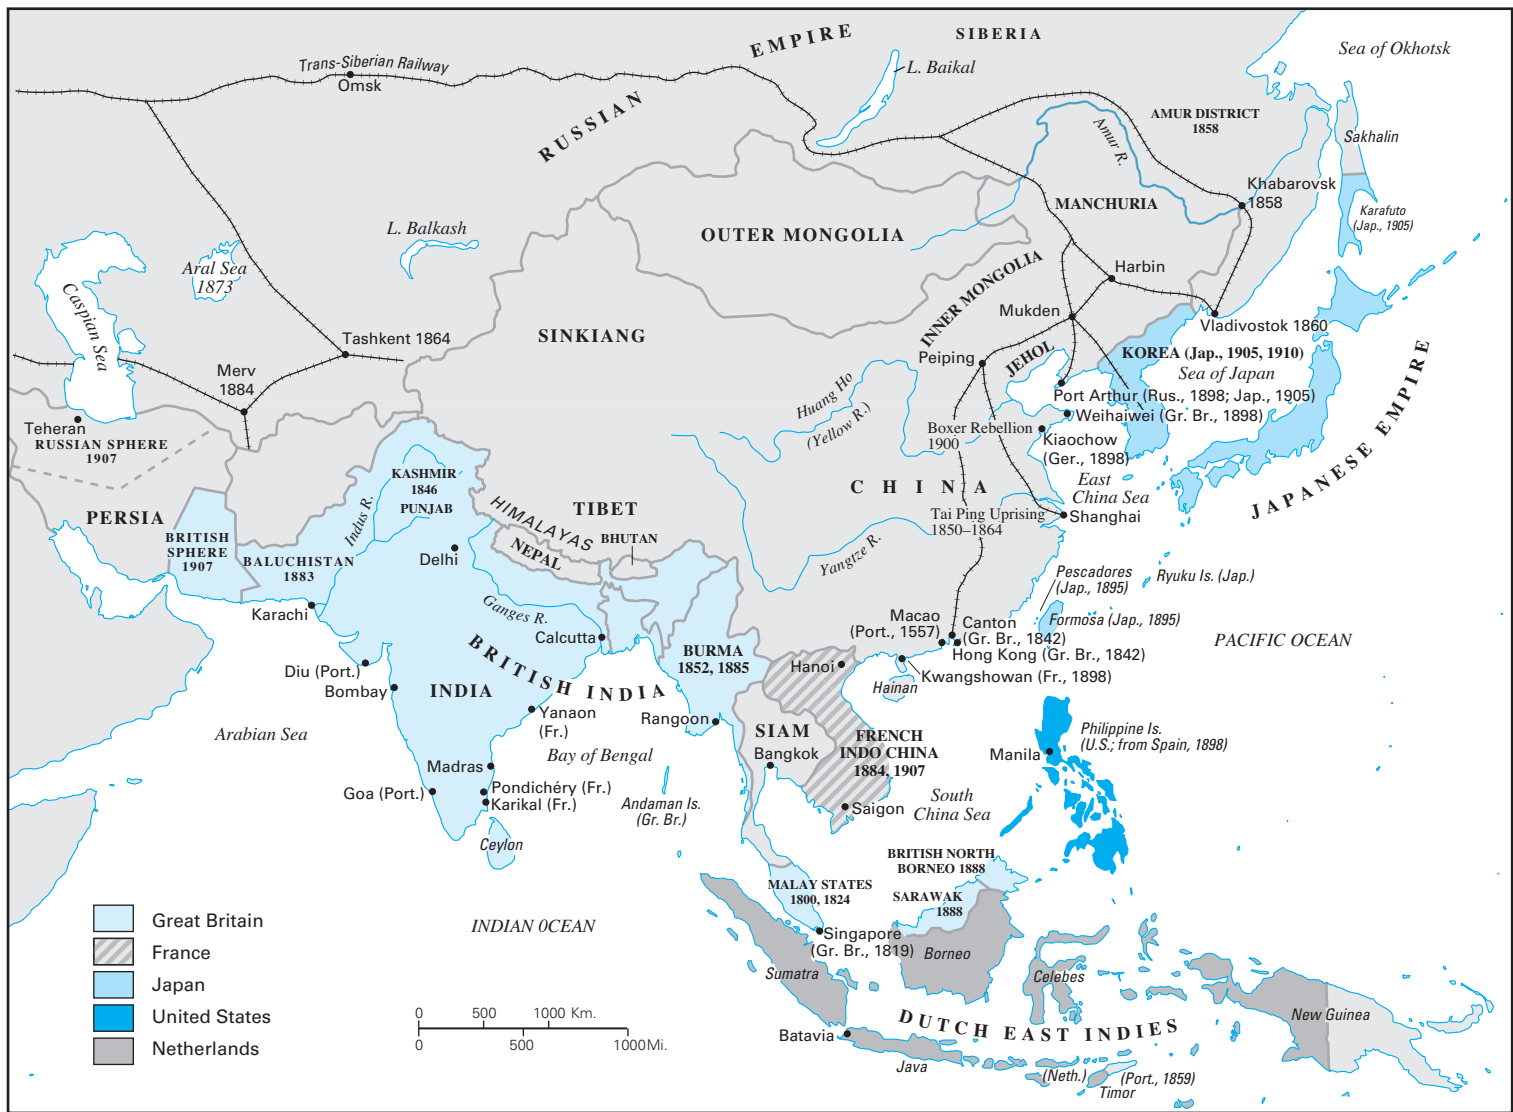 EMPIRE
SIBERIA
Sea of Okhotsk
Trans-Siberian Railway
Omsk
L. Baikal
RUSSIAN
AMUR DISTRICT
1858
Amur R.
Sakhalin
Khabarovsk
1858
MANCHURIA
Karafuto
(Jap., 1905)
L. Balkash
OUTER MONGOLIA
Aral Sea
1873
Caspian Sea
INNER MONGOLIA
Harbin
Mukden
Vladivostok 1860
Tashkent 1864
SINKIANG
Peiping
JEHOL
KOREA (Jap., 1905, 1910)
Sea of Japan
Merv
1884
Huang Ho
(Yellow R.)
Port Arthur (Rus., 1898; Jap., 1905)
Weihaiwei (Gr. Br., 1898)
JAPANESE EMPIRE
Teheran
RUSSIAN SPHERE
1907
Boxer Rebellion
1900
Kiaochow
(Ger., 1898)
KASHMIR
1846
PUNJAB
Indus R.
CHINA
East
China Sea
PERSIA
HIMALAYAS
TIBET
Tai Ping Uprising
1850–1864
Shanghai
BRITISH
SPHERE
1907
BALUCHISTAN
1883
Delhi
NEPAL
BHUTAN
Yangtze R.
Pescadores
(Jap., 1895)
Ryuku Is. (Jap.)
Karachi
Ganges R.
Calcutta
Macao
(Port., 1557)
Canton
(Gr. Br., 1842)
Formosa (Jap., 1895)
PACIFIC OCEAN
Hong Kong (Gr. Br., 1842)
Diu (Port.)
Bombay
BRITISH INDIA
INDIA
BURMA
1852, 1885
Hanoi
Kwangshowan (Fr., 1898)
Hainan
Arabian Sea
Yanaon
(Fr.)
Rangoon
Bay of Bengal
SIAM
Bangkok
FRENCH
INDO CHINA
1884, 1907
Manila
Philippine Is.
(U.S.; from Spain, 1898)
Madras
Goa (Port.)
Pondichéry (Fr.)
Karikal (Fr.)
Andaman Is.
(Gr. Br.)
Saigon
South
China Sea
Ceylon
BRITISH NORTH
BORNEO 1888
MALAY STATES
1800, 1824
SARAWAK
1888
INDIAN OCEAN
Singapore
(Gr. Br., 1819)
Borneo
Sumatra
Celebes
Great Britain
France
Japan
United States
Netherlands
0 500 1000 Km.
0 500 1000Mi.
DUTCH EAST INDIES
New Guinea
Batavia
Java
(Neth.)
(Port., 1859)
Timor